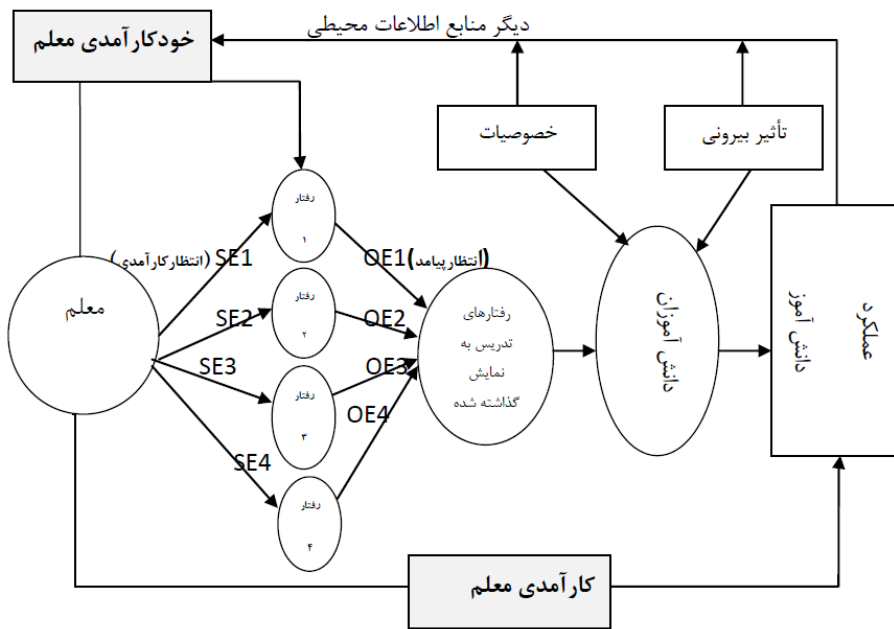 دیگر منابع اطلاعات محیطی
خودکارآمدی معلم
تأثیر بیرونی
خصوصیات
رفتار
۱
(انتظارکارآمدی) SE1
OE1 (انتظارپیامد)
معلم
SE2
رفتار
۲
OE2
رفتارهای
تدریس به
نمایش
گذاشته شده
دانش آموزان
عملکرد
دانش آموز
SE3
رفتار
۳
OE3
OE4
SE4
رفتار
۴
کارآمدی معلم